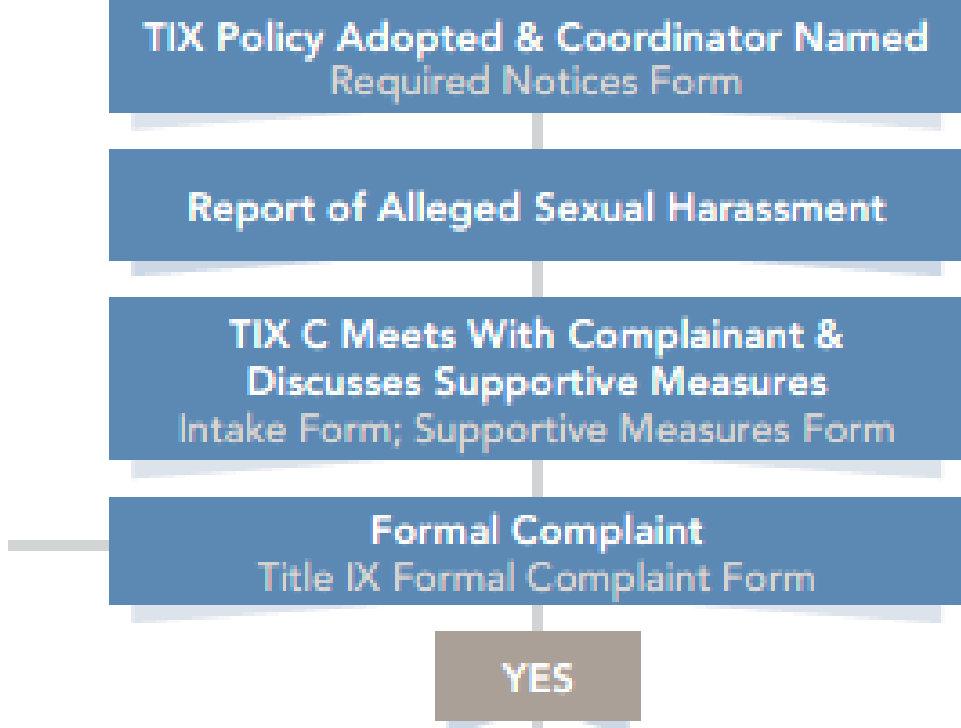 TIX Policy Adopted & Coordinator Named
Required Notices Form
Report of Alleged Sexual Harassment
TIX C Meets With Complainant &
Discusses Supportive Measures
Intake Form; Supportive Measures Form
Formal Complaint
Title IX Formal Complaint Form
YES